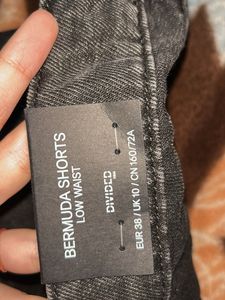 BERMUDA SHORTS
LOW WAIST
DIVIDED
EUR 38 / UK 10 / CN 160/72A